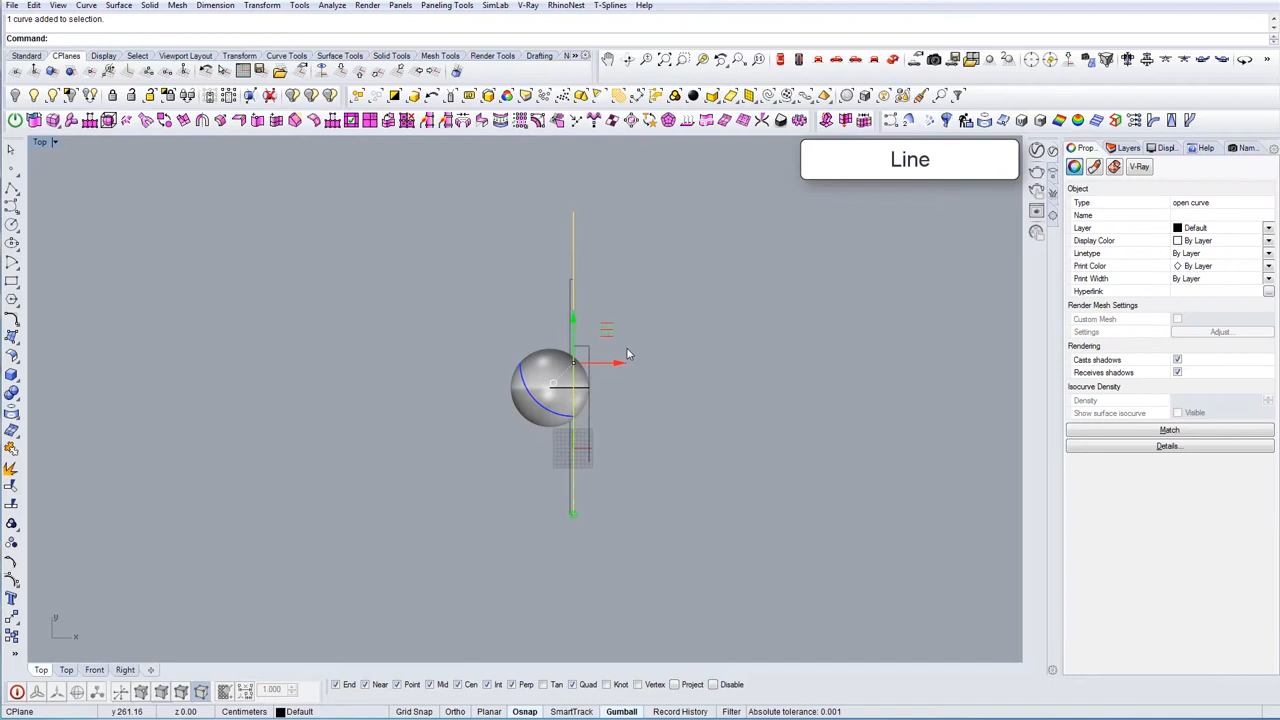 File Edit View Curve Surface Solid Mesh Dimension Transform Tools Analyze Render Panels Paneling Tools SimLab V-Ray RhinoNest T-Splines Help
1 curve added to selection.
Command:
Standard CPlanes Display Select Viewport Layout Transform Curve Tools Surface Tools Solid Tools Mesh Tools Render Tools Drafting N
Top
Line
Prop... Layers Displ... Help Nam...
V-Ray
Object
Type open curve
Name
Layer Default
Display Color By Layer
Linetype By Layer
Print Color By Layer
Print Width By Layer
Hyperlink ...
Render Mesh Settings
Custom Mesh
Settings Adjust...
Rendering
Casts shadows
Receives shadows
Isocurve Density
Density
Show surface isocurve Visible
Match
Details...
y
x
Top Top Front Right
1.000 End Near Point Mid Cen Int Perp Tan Quad Knot Vertex Project Disable
CPlane y 261.16 z 0.00 Centimeters Default Grid Snap Ortho Planar Osnap SmartTrack Gumball Record History Filter Absolute tolerance: 0.001